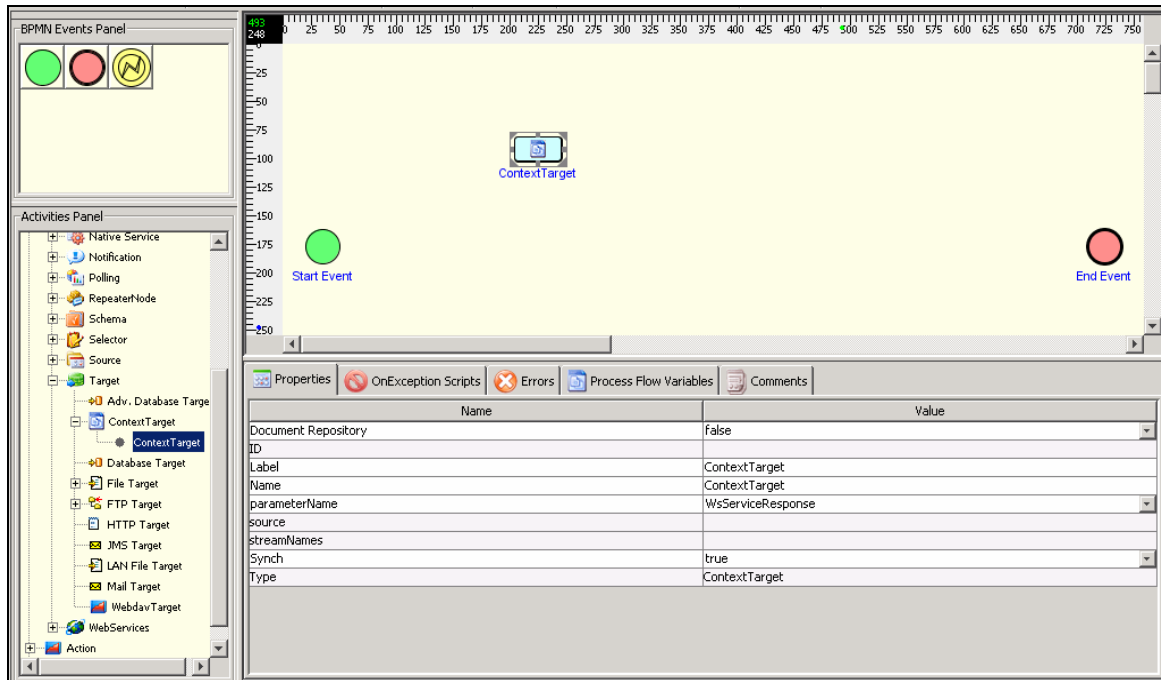 BPMN Events Panel
493
248
0 25 50 75 100 125 150 175 200 225 250 275 300 325 350 375 400 425 450 475 500 525 550 575 600 625 650 675 700 725 750
0
25
50
75
100
125
150
175
200
225
250
ContextTarget
Start Event
End Event
Activities Panel
Native Service
Notification
Polling
RepeaterNode
Schema
Selector
Source
Target
Adv. Database Targe
ContextTarget
ContextTarget
Database Target
File Target
FTP Target
HTTP Target
JMS Target
LAN File Target
Mail Target
WebdavTarget
WebServices
Action
Properties OnException Scripts Errors Process Flow Variables Comments
Name Value
Document Repository false
ID
Label ContextTarget
Name ContextTarget
parameterName WsServiceResponse
source
streamNames
Synch true
Type ContextTarget